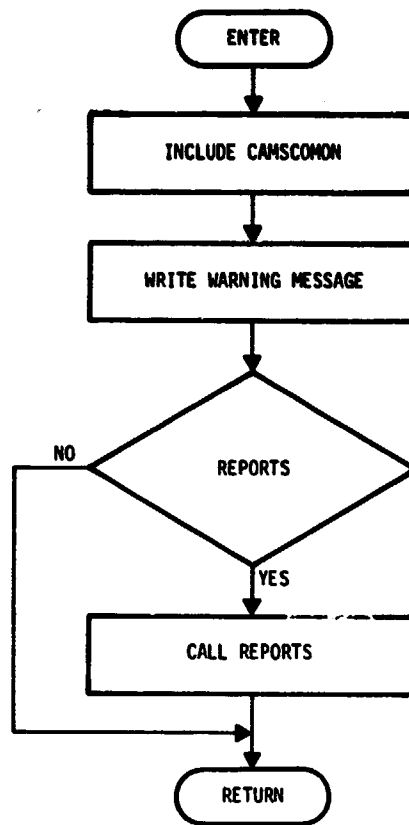 ENTER
INCLUDE CAMSCOMON
WRITE WARNING MESSAGE
REPORTS
NO
YES
CALL REPORTS
RETURN